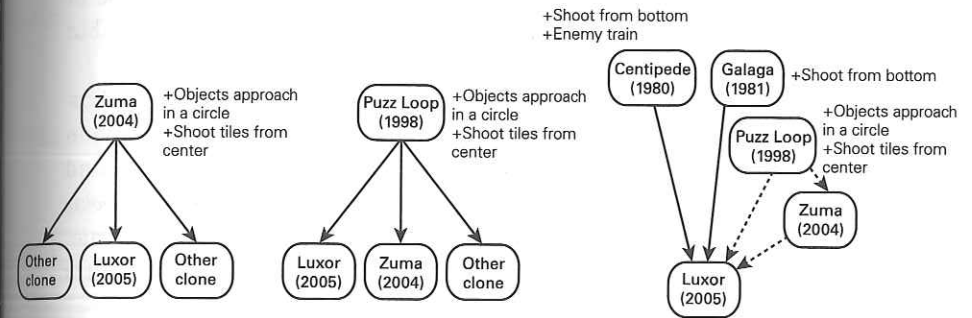 Zuma
(2004)
+Objects approach
in a circle
+Shoot tiles from
center
Other
clone
Luxor
(2005)
Other
clone
Puzz Loop
(1998)
+Objects approach
in a circle
+Shoot tiles from
center
Luxor
(2005)
Zuma
(2004)
Other
clone
+Shoot from bottom
+Enemy train
Centipede
(1980)
Galaga
(1981)
+Shoot from bottom
Puzz Loop
(1998)
+Objects approach
in a circle
+Shoot tiles from
center
Zuma
(2004)
Luxor
(2005)